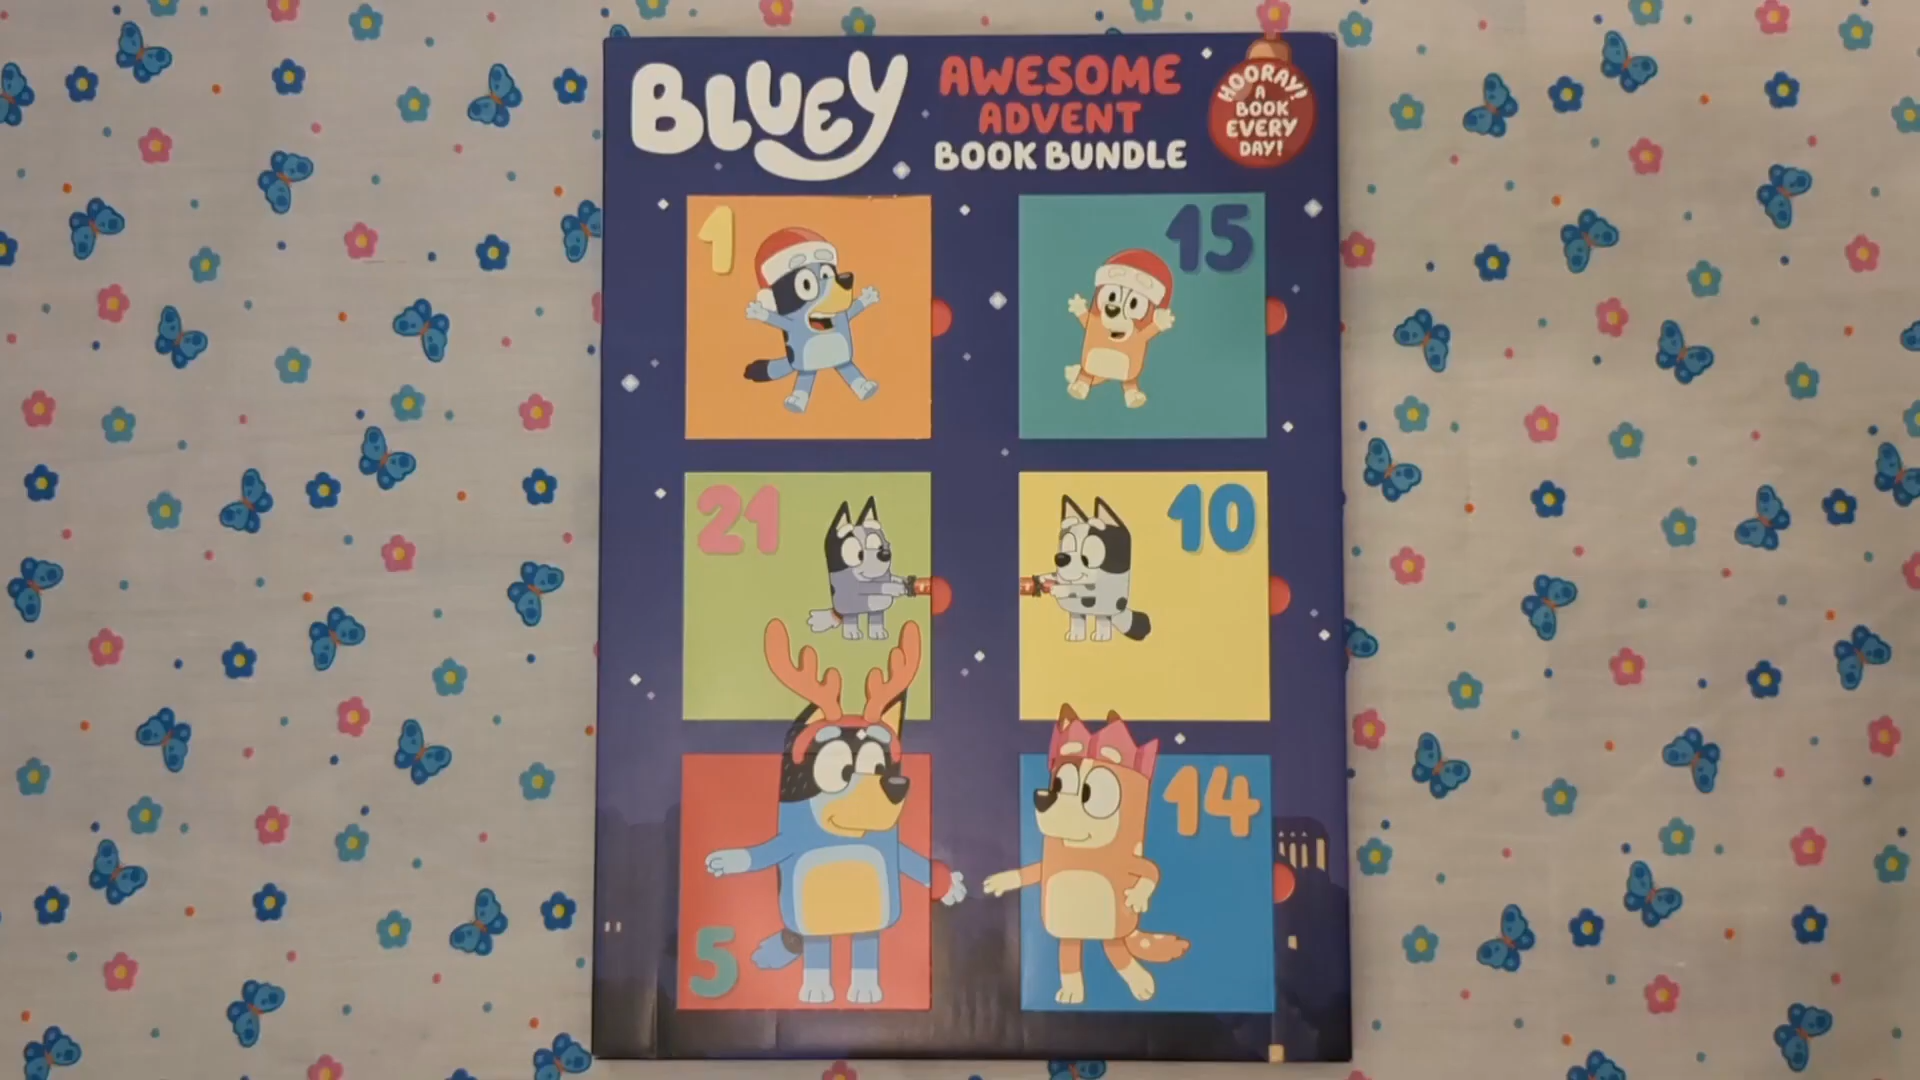 BLUEY
AWESOME
ADVENT
BOOK BUNDLE
HOORAY!
A
BOOK
EVERY
DAY!
1
15
21
10
5
14